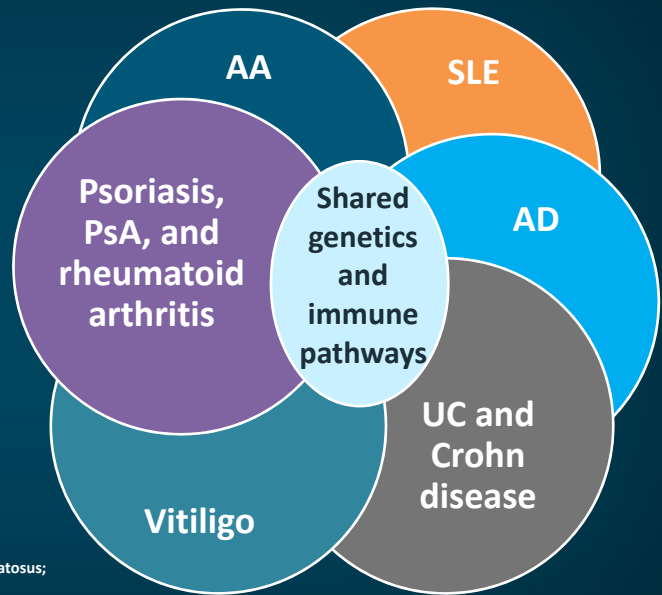 AA
SLE
Psoriasis,
PsA, and
rheumatoid
arthritis
Shared
genetics
and
immune
pathways
AD
UC and
Crohn
disease
Vitiligo
atosus;